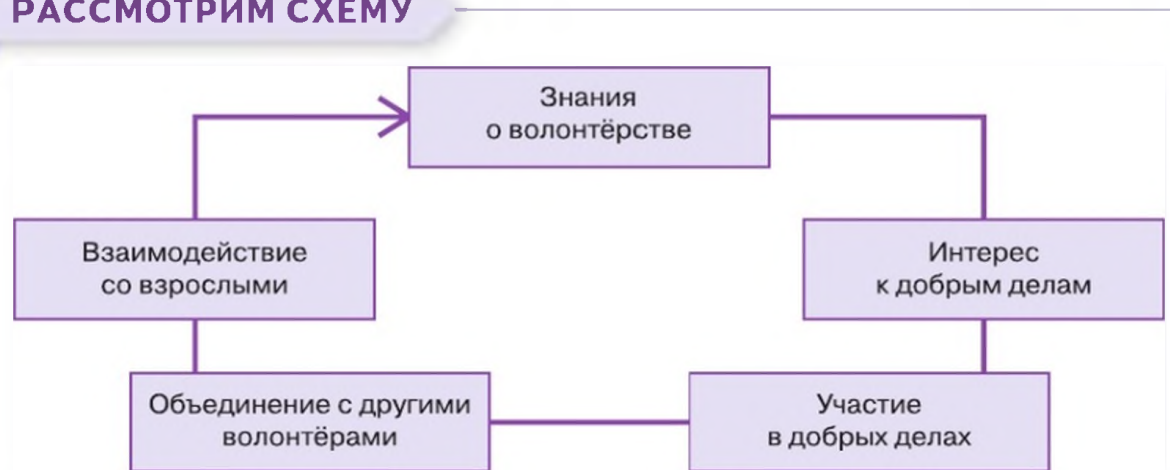 РАССМОТРИМ СХЕМУ
Знания
о волонтёрстве
Взаимодействие
со взрослыми
Интерес
к добрым делам
Объединение с другими
волонтёрами
Участие
в добрых делах